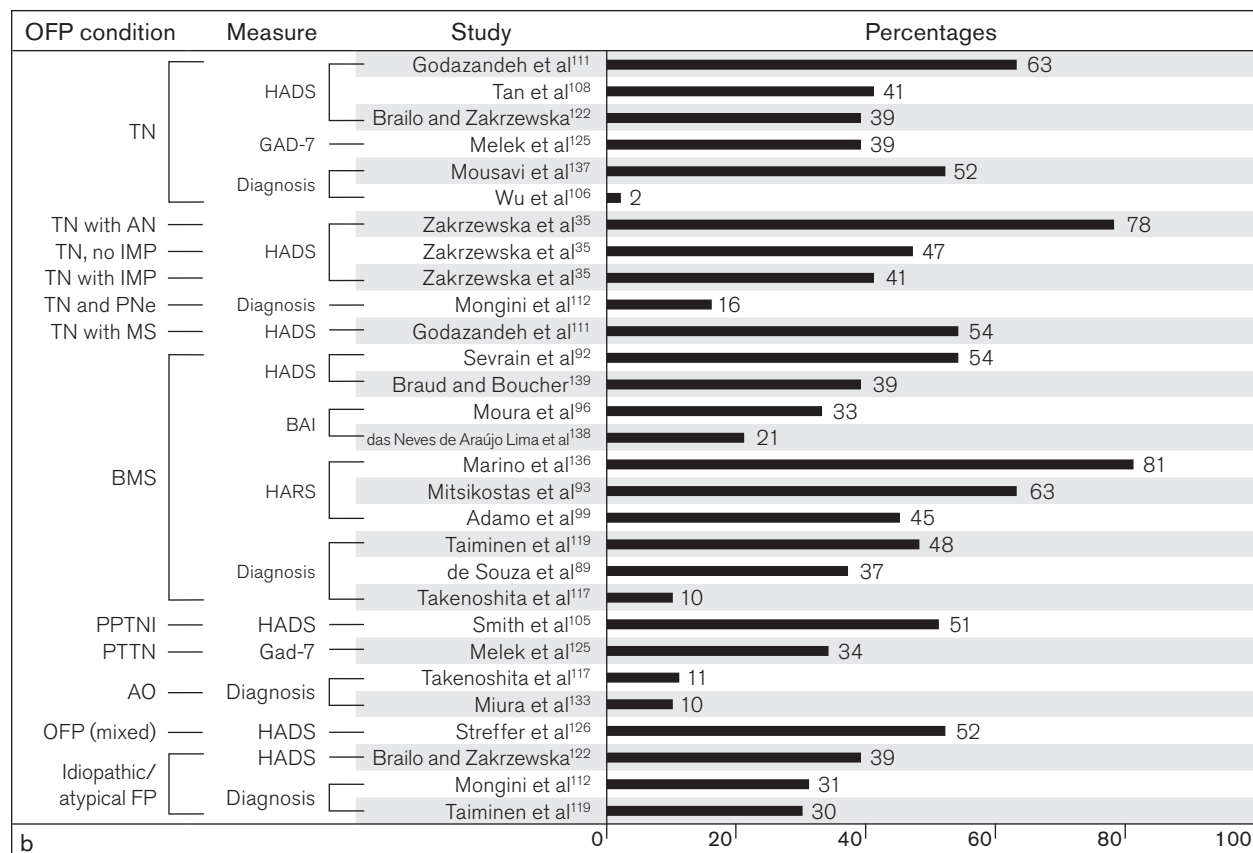 OFP condition Measure Study Percentages
TN HADS Godazandeh et al111 63
Tan et al108 41
Brailo and Zakrzewska122 39
GAD-7 Melek et al125 39
Diagnosis Mousavi et al137 52
Wu et al106 2
TN with AN HADS Zakrzewska et al35 78
TN, no IMP Zakrzewska et al35 47
TN with IMP Zakrzewska et al35 41
TN and PNe Diagnosis Mongini et al112 16
TN with MS HADS Godazandeh et al111 54
BMS HADS Sevrain et al92 54
Braud and Boucher139 39
BAI Moura et al96 33
das Neves de Araújo Lima et al138 21
HARS Marino et al136 81
Mitsikostas et al93 63
Adamo et al99 45
Diagnosis Taiminen et al119 48
de Souza et al89 37
Takenoshita et al117 10
PPTNI HADS Smith et al105 51
PTTN Gad-7 Melek et al125 34
AO Diagnosis Takenoshita et al117 11
Miura et al133 10
OFP (mixed) HADS Streffer et al126 52
Idiopathic/
atypical FP HADS Brailo and Zakrzewska122 39
Diagnosis Mongini et al112 31
Taiminen et al119 30
b 0 20 40 60 80 100